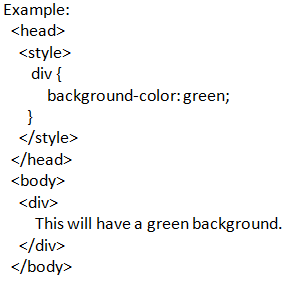 Example:
<head>
<style>
div {
background-color: green;
}
</style>
</head>
<body>
<div>
This will have a green background.
</div>
</body>